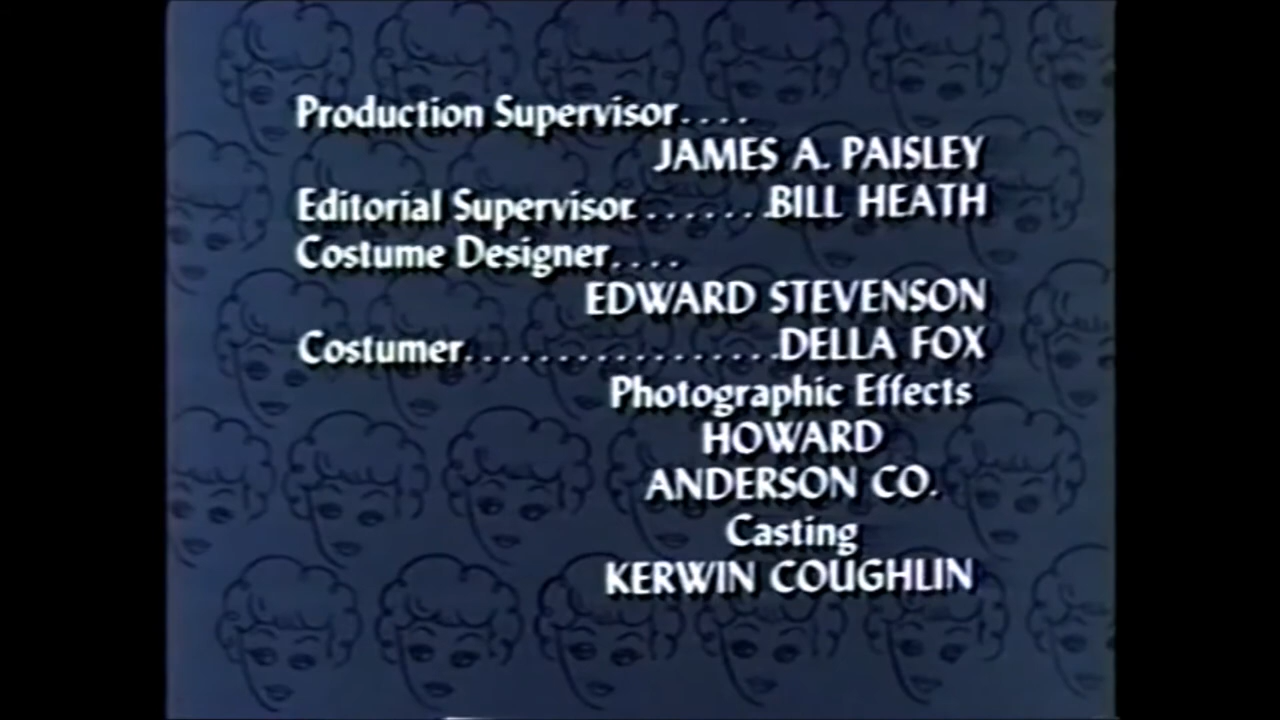 Production Supervisor....
JAMES A. PAISLEY
Editorial Supervisor.......BILL HEATH
Costume Designer....
EDWARD STEVENSON
Costumer.................DELLA FOX
Photographic Effects
HOWARD
ANDERSON CO.
Casting
KERWIN COUGHLIN